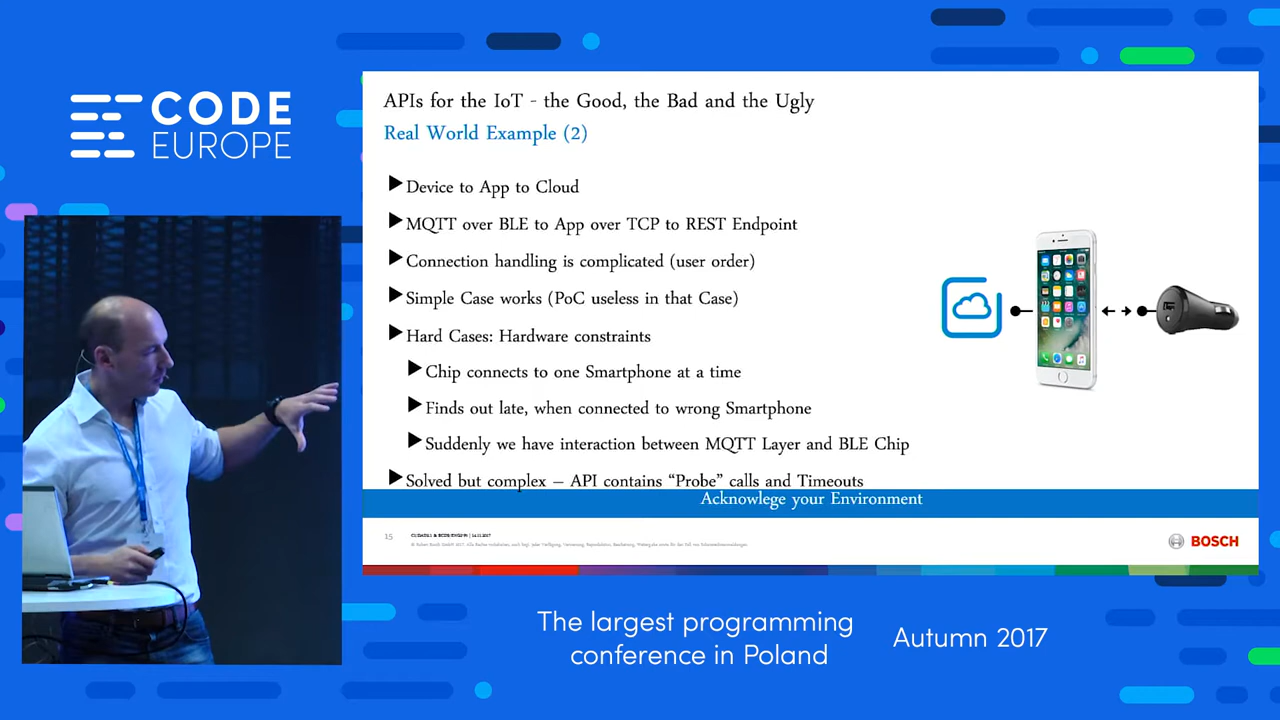 CODE
EUROPE
APIs for the IoT - the Good, the Bad and the Ugly
Real World Example (2)
Device to App to Cloud
MQTT over BLE to App over TCP to REST Endpoint
Connection handling is complicated (user order)
Simple Case works (PoC useless in that Case)
Hard Cases: Hardware constraints
Chip connects to one Smartphone at a time
Finds out late, when connected to wrong Smartphone
Suddenly we have interaction between MQTT Layer and BLE Chip
Solved but complex – API contains “Probe” calls and Timeouts
Acknowlege your Environment
15
BOSCH
The largest programming
conference in Poland
Autumn 2017